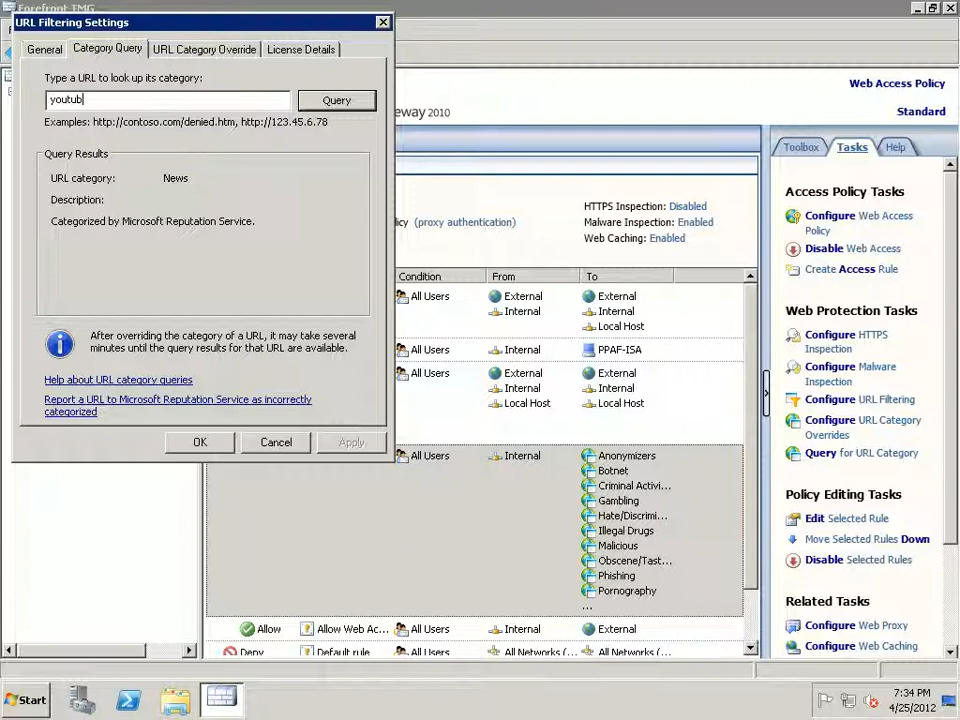 Forefront TMG
URL Filtering Settings
General
Category Query
URL Category Override
License Details
Type a URL to look up its category:
youtub
Query
Examples: http://contoso.com/denied.htm, http://123.45.6.78
Query Results
URL category: News
Description:
Categorized by Microsoft Reputation Service.
After overriding the category of a URL, it may take several
minutes until the query results for that URL are available.
Help about URL category queries
Report a URL to Microsoft Reputation Service as incorrectly
categorized
OK
Cancel
Apply
eway 2010
Web Access Policy
Standard
licy (proxy authentication)
HTTPS Inspection: Disabled
Malware Inspection: Enabled
Web Caching: Enabled
Condition From To
All Users External External
Internal Internal
Local Host
All Users Internal PPAF-ISA
All Users External External
Internal Internal
Local Host Local Host
All Users Internal Anonymizers
Botnet
Criminal Activi...
Gambling
Hate/Discrimi...
Illegal Drugs
Malicious
Obscene/Tast...
Phishing
Pornography
...
Allow Allow Web Ac... All Users Internal External
Deny Default rule All Users All Networks (... All Networks (...
Toolbox
Tasks
Help
Access Policy Tasks
Configure Web Access
Policy
Disable Web Access
Create Access Rule
Web Protection Tasks
Configure HTTPS
Inspection
Configure Malware
Inspection
Configure URL Filtering
Configure URL Category
Overrides
Query for URL Category
Policy Editing Tasks
Edit Selected Rule
Move Selected Rules Down
Disable Selected Rules
Related Tasks
Configure Web Proxy
Configure Web Caching
Start
7:34 PM
4/25/2012